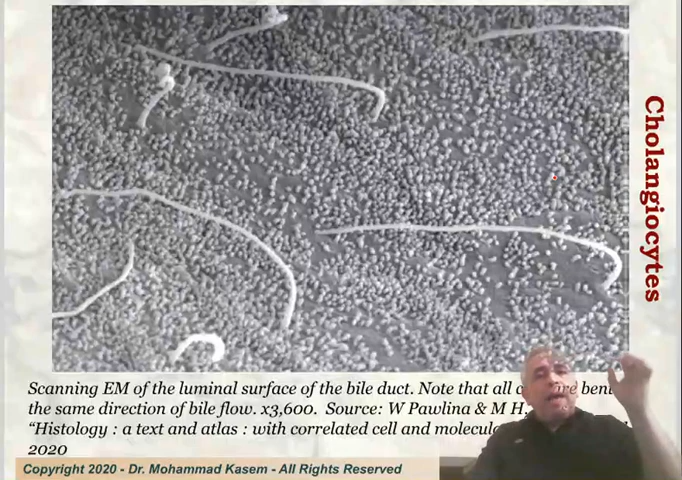 Cholangiocytes
Scanning EM of the luminal surface of the bile duct. Note that all are bent
the same direction of bile flow. x3,600. Source: W Pawlina & M H.
"Histology : a text and atlas : with correlated cell and
2020
Copyright 2020 - Dr. Mohammad Kasem - All Rights Reserved